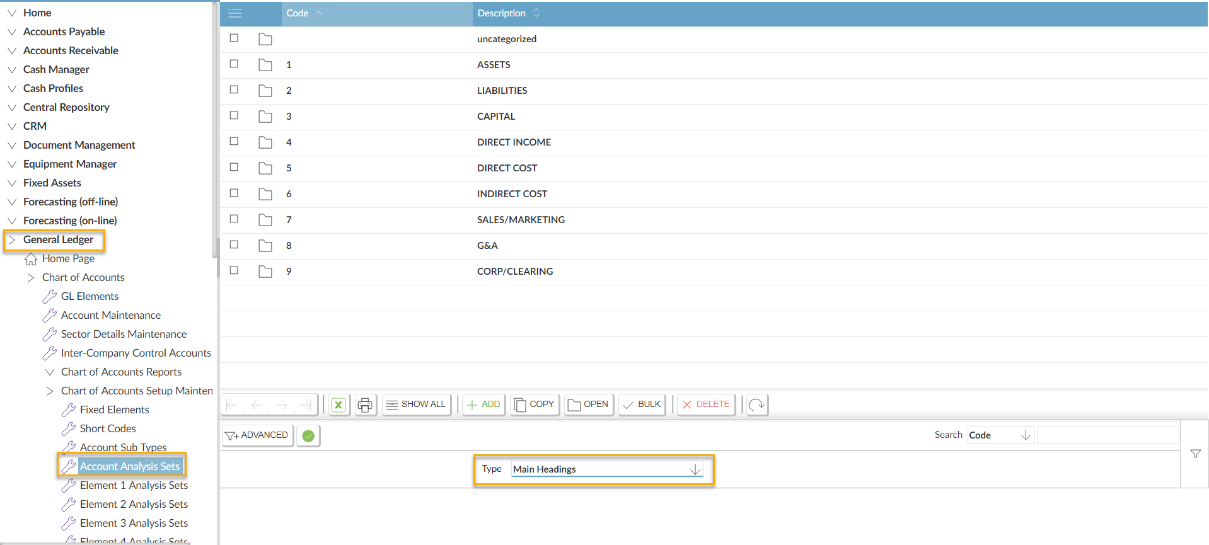 Home
Accounts Payable
Accounts Receivable
Cash Manager
Cash Profiles
Central Repository
CRM
Document Management
Equipment Manager
Fixed Assets
Forecasting (off-line)
Forecasting (on-line)
General Ledger
Home Page
Chart of Accounts
GL Elements
Account Maintenance
Sector Details Maintenance
Inter-Company Control Accounts
Chart of Accounts Reports
Chart of Accounts Setup Mainten
Fixed Elements
Short Codes
Account Sub Types
Account Analysis Sets
Element 1 Analysis Sets
Element 2 Analysis Sets
Element 3 Analysis Sets
Element 4 Analysis Sets
Code Description
uncategorized
1 ASSETS
2 LIABILITIES
3 CAPITAL
4 DIRECT INCOME
5 DIRECT COST
6 INDIRECT COST
7 SALES/MARKETING
8 G&A
9 CORP/CLEARING
SHOW ALL ADD COPY OPEN BULK DELETE
ADVANCED Search Code
Type Main Headings